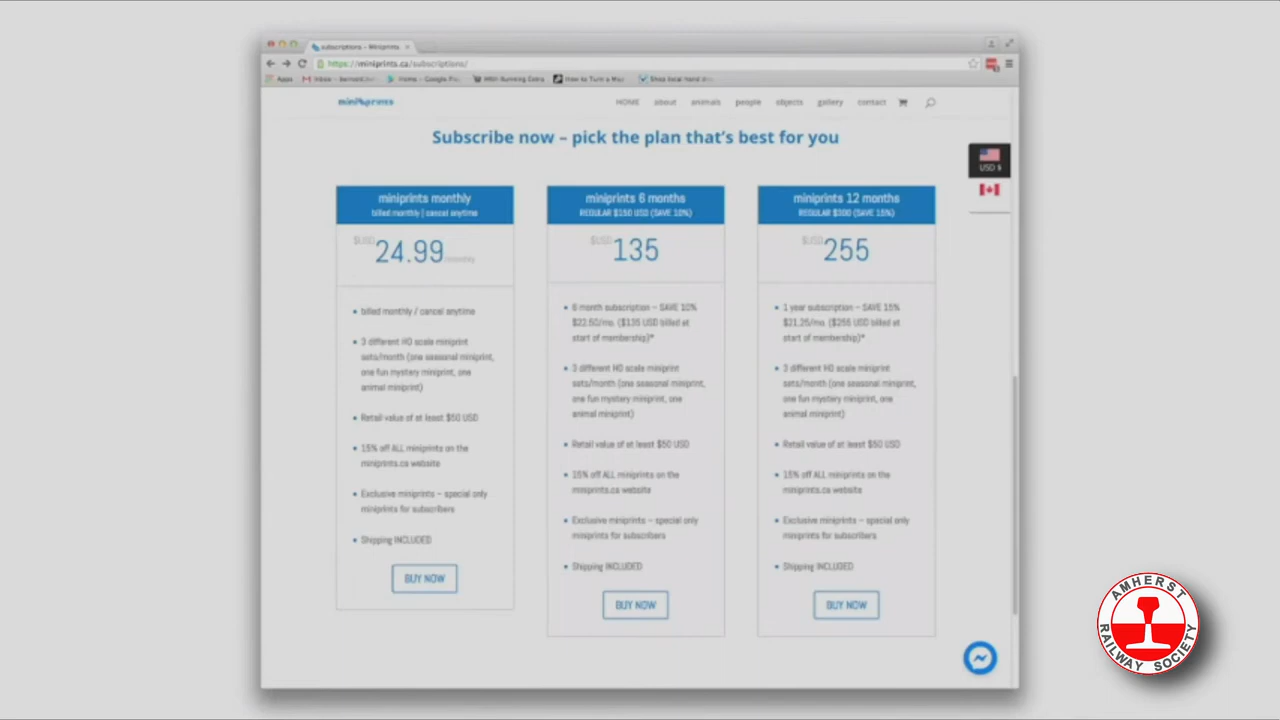 subscriptions - Miniprints
https://miniprints.ca/subscriptions/
Apps
How to Turn a
miniprints
HOME about animals people objects gallery contact
Subscribe now – pick the plan that's best for you
USD $
miniprints monthly
billed monthly | cancel anytime
$USD 24.99 monthly
billed monthly / cancel anytime
3 different HO scale miniprint
sets/month (one seasonal miniprint,
one fun mystery miniprint, one
animal miniprint)
Retail value of at least $50 USD
15% off ALL miniprints on the
miniprints.ca website
Exclusive miniprints – special only
miniprints for subscribers
Shipping INCLUDED
BUY NOW
miniprints 6 months
REGULAR $150 USD (SAVE 10%)
$USD 135
6 month subscription – SAVE 10%
$22.50/mo. ($135 USD billed at
start of membership)*
3 different HO scale miniprint
sets/month (one seasonal miniprint,
one fun mystery miniprint, one
animal miniprint)
Retail value of at least $50 USD
15% off ALL miniprints on the
miniprints.ca website
Exclusive miniprints – special only
miniprints for subscribers
Shipping INCLUDED
BUY NOW
miniprints 12 months
REGULAR $300 (SAVE 15%)
$USD 255
1 year subscription – SAVE 15%
$21.25/mo. ($255 USD billed at
start of membership)*
3 different HO scale miniprint
sets/month (one seasonal miniprint,
one fun mystery miniprint, one
animal miniprint)
Retail value of at least $50 USD
15% off ALL miniprints on the
miniprints.ca website
Exclusive miniprints – special only
miniprints for subscribers
Shipping INCLUDED
BUY NOW
AMHERST
RAILWAY SOCIETY